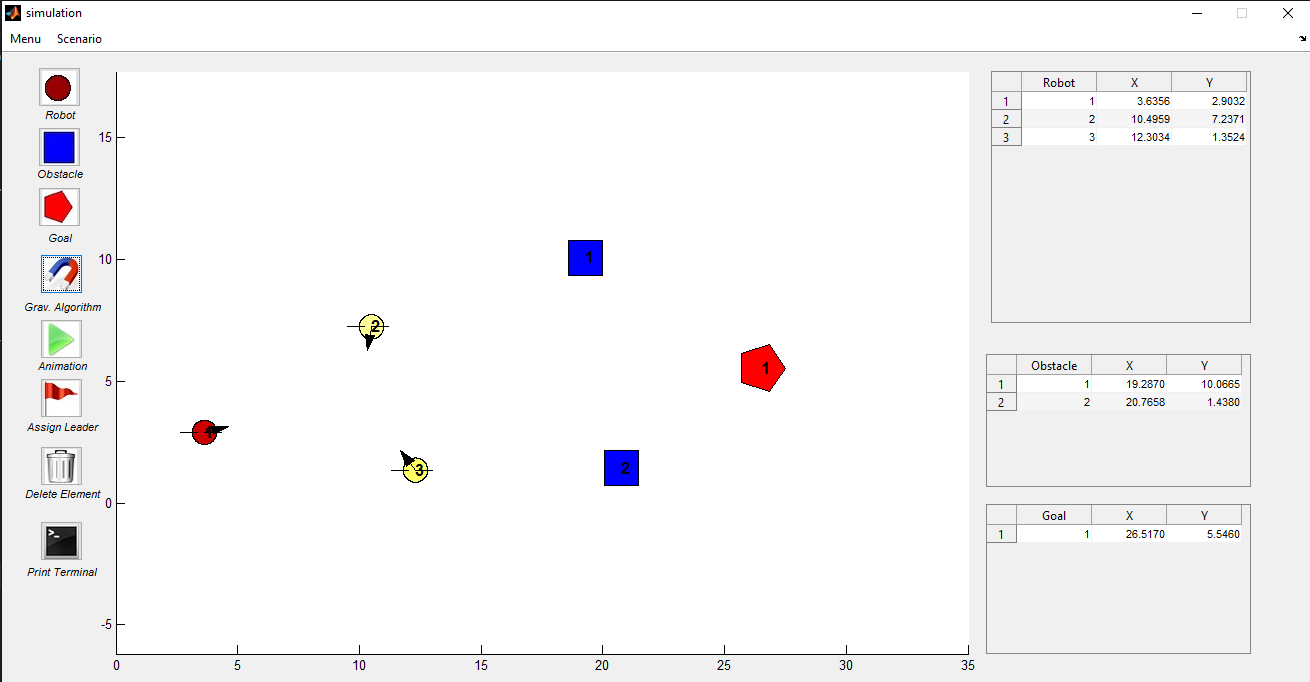 simulation
Menu Scenario
Robot
Obstacle
Goal
Grav. Algorithm
Animation
Assign Leader
Delete Element
>_
Print Terminal
15
10
5
0
-5
0 5 10 15 20 25 30 35
1
2
1
1
3
2
Robot X Y
1 1 3.6356 2.9032
2 2 10.4959 7.2371
3 3 12.3034 1.3524
Obstacle X Y
1 1 19.2870 10.0665
2 2 20.7658 1.4380
Goal X Y
1 1 26.5170 5.5460